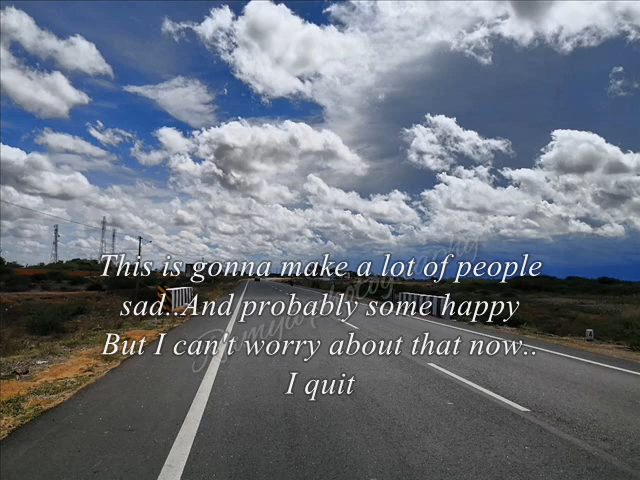 This is gonna make a lot of people
sad..And probably some happy
But I can't worry about that now..
I quit